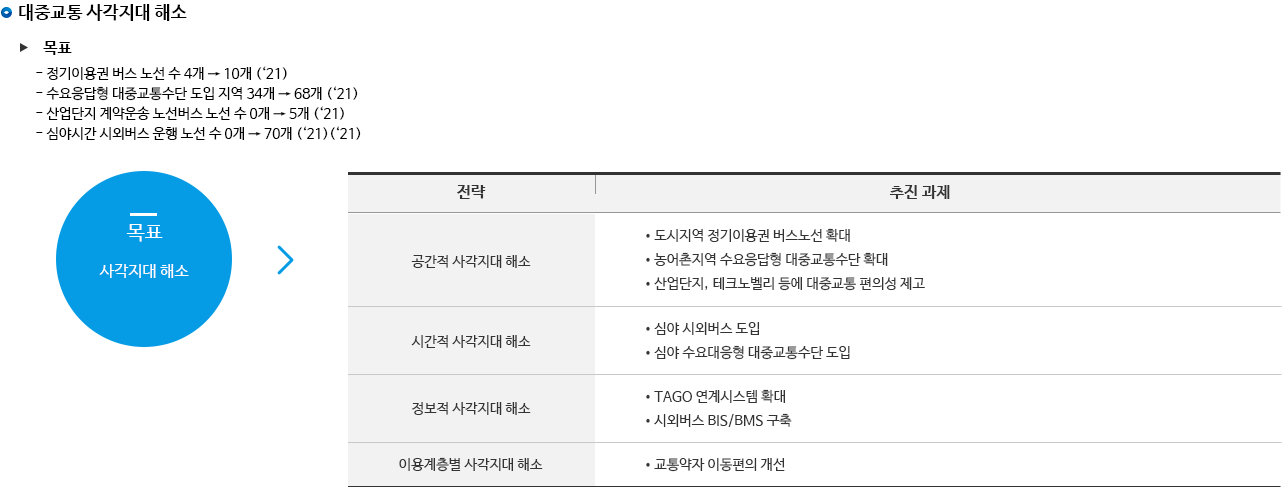 대중교통 사각지대 해소
▶ 목표
- 정기이용권 버스 노선 수 4개 → 10개 (‘21)
- 수요응답형 대중교통수단 도입 지역 34개 → 68개 (‘21)
- 산업단지 계약운송 노선버스 노선 수 0개 → 5개 (‘21)
- 심야시간 시외버스 운행 노선 수 0개 → 70개 (‘21)(‘21)
목표
사각지대 해소
전략
추진 과제
공간적 사각지대 해소
• 도시지역 정기이용권 버스노선 확대
• 농어촌지역 수요응답형 대중교통수단 확대
• 산업단지, 테크노벨리 등에 대중교통 편의성 제고
시간적 사각지대 해소
• 심야 시외버스 도입
• 심야 수요대응형 대중교통수단 도입
정보적 사각지대 해소
• TAGO 연계시스템 확대
• 시외버스 BIS/BMS 구축
이용계층별 사각지대 해소
• 교통약자 이동편의 개선